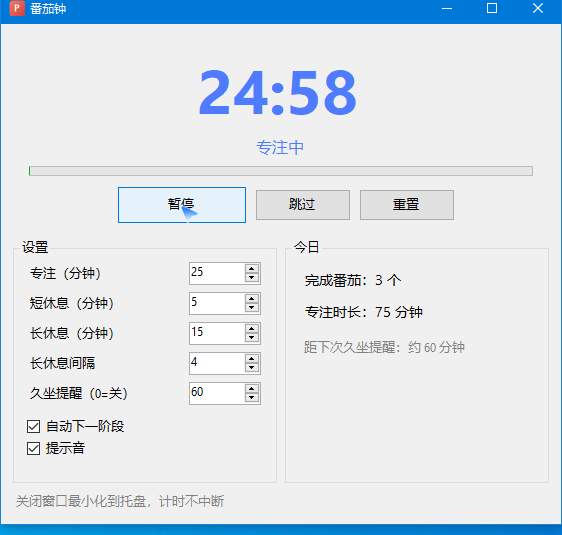 P 番茄钟
24:58
专注中
暂停 跳过 重置
设置
专注（分钟） 25
短休息（分钟） 5
长休息（分钟） 15
长休息间隔 4
久坐提醒（0=关） 60
自动下一阶段
提示音
今日
完成番茄：3 个
专注时长：75 分钟
距下次久坐提醒：约 60 分钟
关闭窗口最小化到托盘，计时不中断